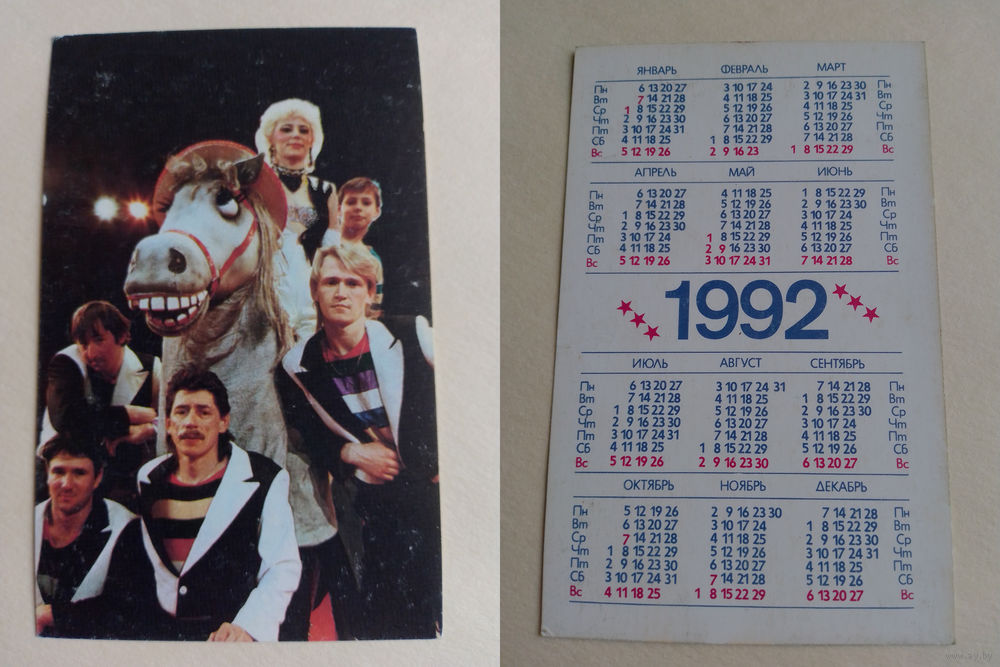 ЯНВАРЬ ФЕВРАЛЬ МАРТ
Пн 6 13 20 27 3 10 17 24 2 9 16 23 30 Пн
Вт 7 14 21 28 4 11 18 25 3 10 17 24 31 Вт
Ср 1 8 15 22 29 5 12 19 26 4 11 18 25 Ср
Чт 2 9 16 23 30 6 13 20 27 5 12 19 26 Чт
Пт 3 10 17 24 31 7 14 21 28 6 13 20 27 Пт
Сб 4 11 18 25 1 8 15 22 29 7 14 21 28 Сб
Вс 5 12 19 26 2 9 16 23 1 8 15 22 29 Вс
АПРЕЛЬ МАЙ ИЮНЬ
Пн 6 13 20 27 4 11 18 25 1 8 15 22 29 Пн
Вт 7 14 21 28 5 12 19 26 2 9 16 23 30 Вт
Ср 1 8 15 22 29 6 13 20 27 3 10 17 24 Ср
Чт 2 9 16 23 30 7 14 21 28 4 11 18 25 Чт
Пт 3 10 17 24 1 8 15 22 29 5 12 19 26 Пт
Сб 4 11 18 25 2 9 16 23 30 6 13 20 27 Сб
Вс 5 12 19 26 3 10 17 24 31 7 14 21 28 Вс
1992
ИЮЛЬ АВГУСТ СЕНТЯБРЬ
Пн 6 13 20 27 3 10 17 24 31 7 14 21 28 Пн
Вт 7 14 21 28 4 11 18 25 1 8 15 22 29 Вт
Ср 1 8 15 22 29 5 12 19 26 2 9 16 23 30 Ср
Чт 2 9 16 23 30 6 13 20 27 3 10 17 24 Чт
Пт 3 10 17 24 31 7 14 21 28 4 11 18 25 Пт
Сб 4 11 18 25 1 8 15 22 29 5 12 19 26 Сб
Вс 5 12 19 26 2 9 16 23 30 6 13 20 27 Вс
ОКТЯБРЬ НОЯБРЬ ДЕКАБРЬ
Пн 5 12 19 26 2 9 16 23 30 7 14 21 28 Пн
Вт 6 13 20 27 3 10 17 24 1 8 15 22 29 Вт
Ср 7 14 21 28 4 11 18 25 2 9 16 23 30 Ср
Чт 1 8 15 22 29 5 12 19 26 3 10 17 24 31 Чт
Пт 2 9 16 23 30 6 13 20 27 4 11 18 25 Пт
Сб 3 10 17 24 31 7 14 21 28 5 12 19 26 Сб
Вс 4 11 18 25 1 8 15 22 29 6 13 20 27 Вс
www.ay.by